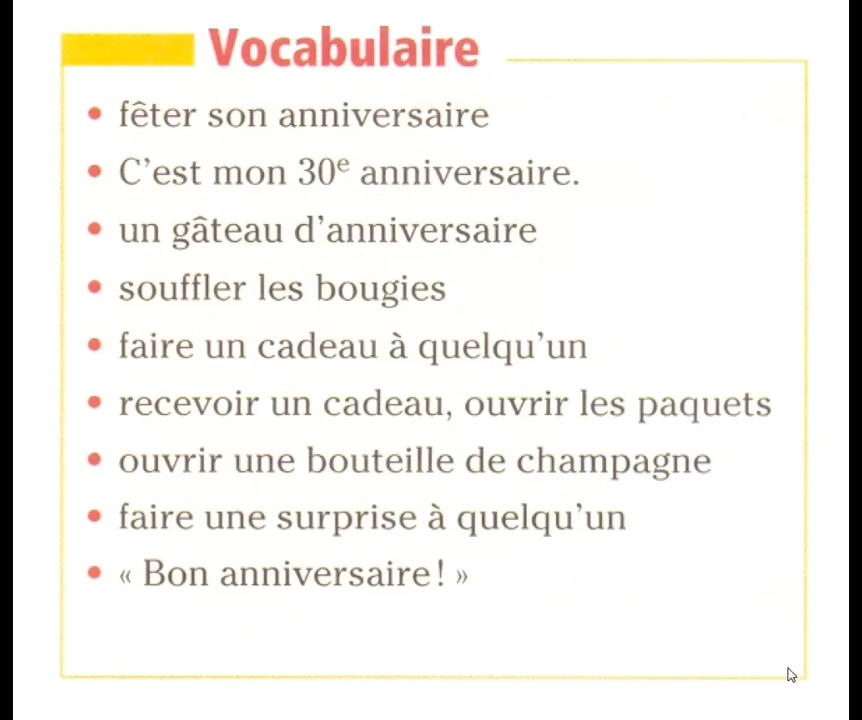 Vocabulaire
• fêter son anniversaire
• C'est mon 30e anniversaire.
• un gâteau d'anniversaire
• souffler les bougies
• faire un cadeau à quelqu'un
• recevoir un cadeau, ouvrir les paquets
• ouvrir une bouteille de champagne
• faire une surprise à quelqu'un
• « Bon anniversaire! »